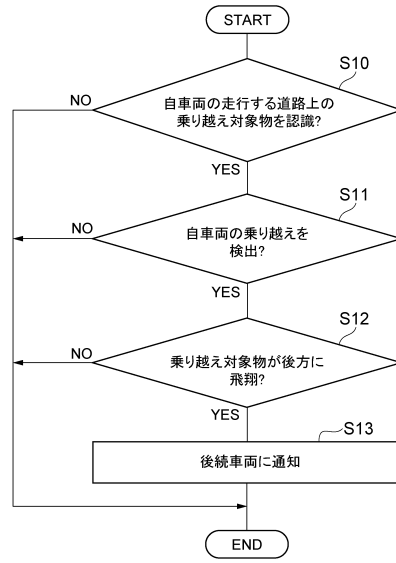 START
S10
NO
自車両の走行する道路上の
乗り越え対象物を認識?
YES
S11
NO
自車両の乗り越えを
検出?
YES
S12
NO
乗り越え対象物が後方に
飛翔?
YES
S13
後続車両に通知
END